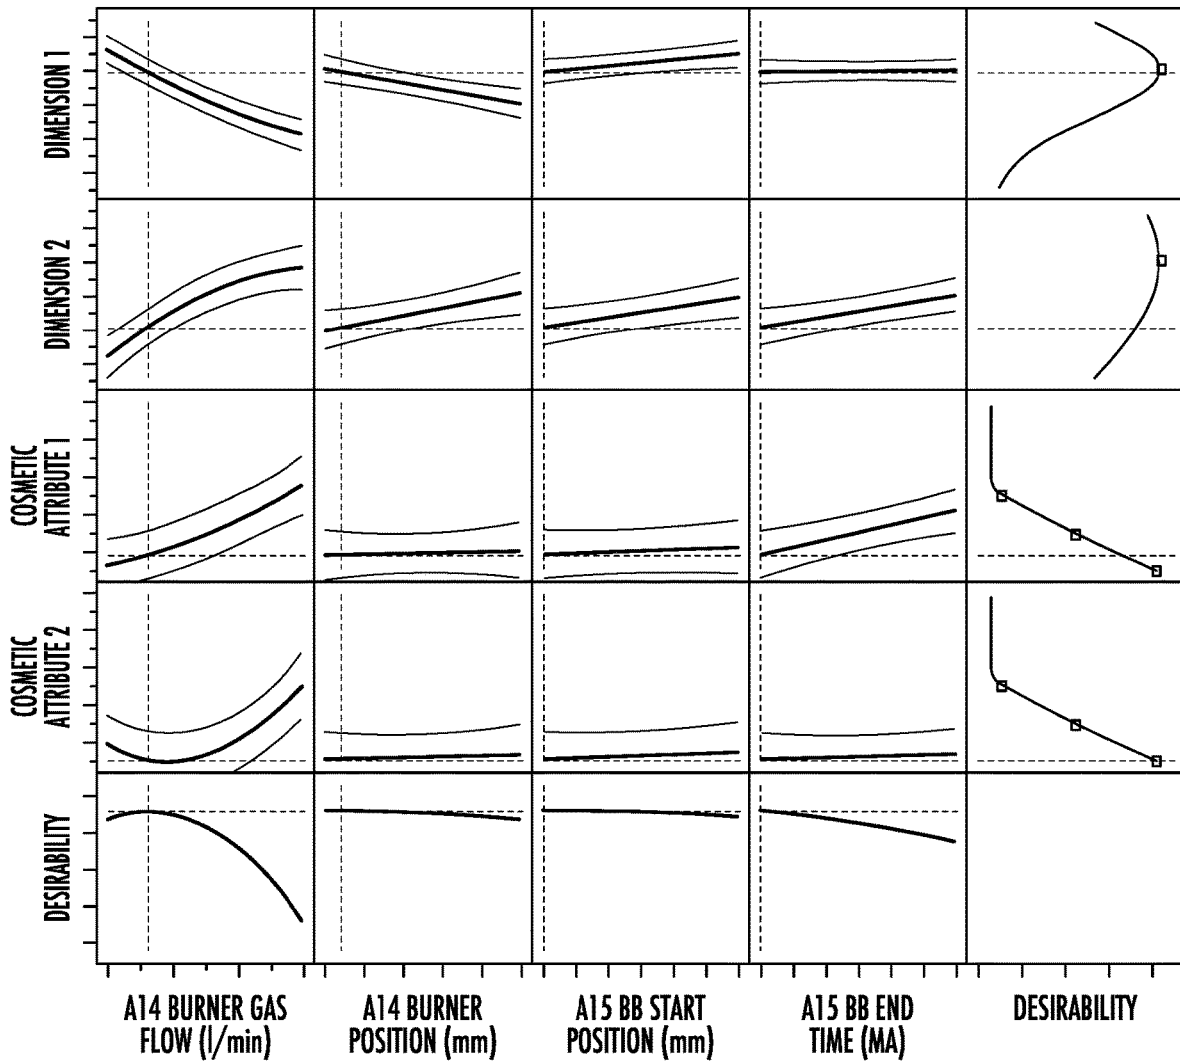 DIMENSION 1
DIMENSION 2
COSMETIC
ATTRIBUTE 1
COSMETIC
ATTRIBUTE 2
DESIRABILITY
A14 BURNER GAS
FLOW (l/min)
A14 BURNER
POSITION (mm)
A15 BB START
POSITION (mm)
A15 BB END
TIME (MA)
DESIRABILITY